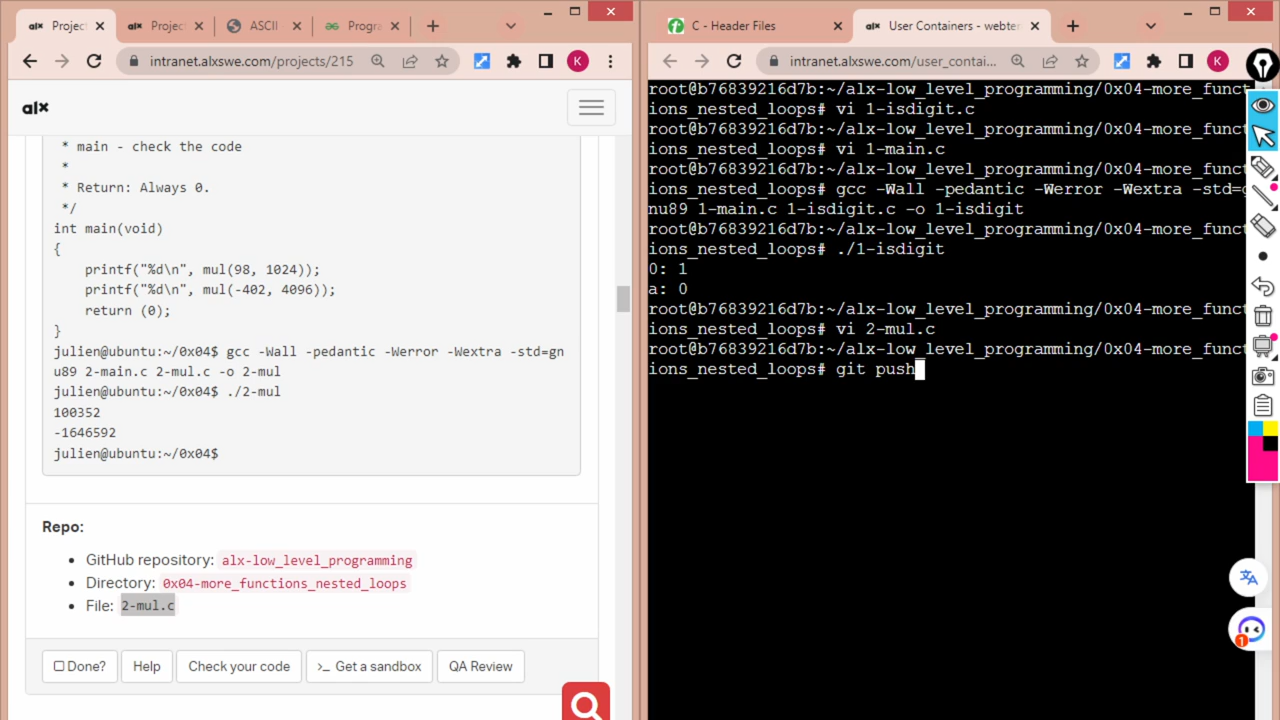 Projec
Projec
ASCII
Progra
intranet.alxswe.com/projects/215
K
alx
* main - check the code
*
* Return: Always 0.
*/
int main(void)
{
printf("%d\n", mul(98, 1024));
printf("%d\n", mul(-402, 4096));
return (0);
}
julien@ubuntu:~/0x04$ gcc -Wall -pedantic -Werror -Wextra -std=gn
u89 2-main.c 2-mul.c -o 2-mul
julien@ubuntu:~/0x04$ ./2-mul
100352
-1646592
julien@ubuntu:~/0x04$
Repo:
GitHub repository: alx-low_level_programming
Directory: 0x04-more_functions_nested_loops
File: 2-mul.c
Done?
Help
Check your code
>_ Get a sandbox
QA Review
C - Header Files
User Containers - webter
intranet.alxswe.com/user_contai...
K
root@b76839216d7b:~/alx-low_level_programming/0x04-more_funct
ions_nested_loops# vi 1-isdigit.c
root@b76839216d7b:~/alx-low_level_programming/0x04-more_funct
ions_nested_loops# vi 1-main.c
root@b76839216d7b:~/alx-low_level_programming/0x04-more_funct
ions_nested_loops# gcc -Wall -pedantic -Werror -Wextra -std=g
nu89 1-main.c 1-isdigit.c -o 1-isdigit
root@b76839216d7b:~/alx-low_level_programming/0x04-more_funct
ions_nested_loops# ./1-isdigit
0: 1
a: 0
root@b76839216d7b:~/alx-low_level_programming/0x04-more_funct
ions_nested_loops# vi 2-mul.c
root@b76839216d7b:~/alx-low_level_programming/0x04-more_funct
ions_nested_loops# git push
1